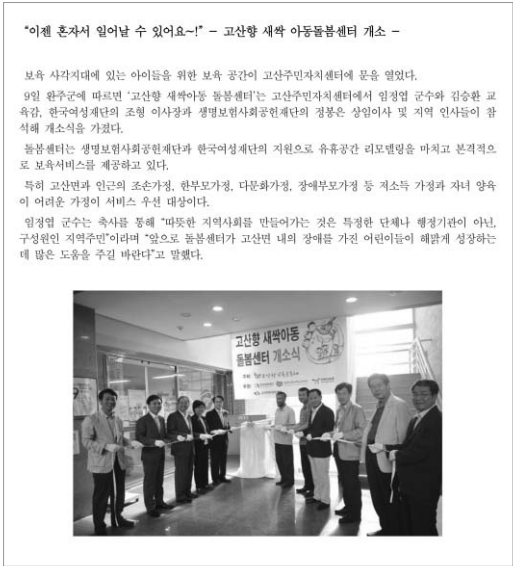 “이젠 혼자서 일어날 수 있어요~!” - 고산향 새싹 아동돌봄센터 개소 -
보육 사각지대에 있는 아이들을 위한 보육 공간이 고산주민자치센터에 문을 열었다.
9일 완주군에 따르면 ‘고산향 새싹아동 돌봄센터’는 고산주민자치센터에서 임정엽 군수와 김승환 교
육감, 한국여성재단의 조형 이사장과 생명보험사회공헌재단의 정봉은 상임이사 및 지역 인사들이 참
석해 개소식을 가졌다.
돌봄센터는 생명보험사회공헌재단과 한국여성재단의 지원으로 유휴공간 리모델링을 마치고 본격적으
로 보육서비스를 제공하고 있다.
특히 고산면과 인근의 조손가정, 한부모가정, 다문화가정, 장애부모가정 등 저소득 가정과 자녀 양육
이 어려운 가정이 서비스 우선 대상이다.
임정엽 군수는 축사를 통해 “따뜻한 지역사회를 만들어가는 것은 특정한 단체나 행정기관이 아닌,
구성원인 지역주민”이라며 “앞으로 돌봄센터가 고산면 내의 장애를 가진 어린이들이 해맑게 성장하는
데 많은 도움을 주길 바란다”고 말했다.
고산향 새싹아동
돌봄센터 개소식